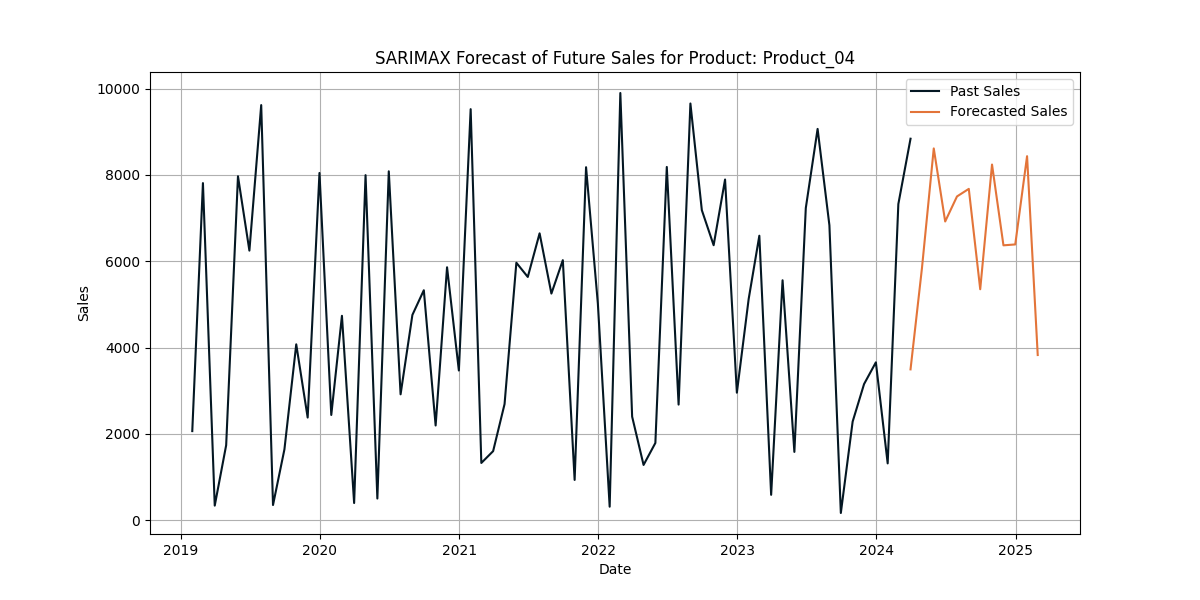 SARIMAX Forecast of Future Sales for Product: Product_04
Past Sales
Forecasted Sales
10000
8000
6000
4000
2000
0
Sales
2019 2020 2021 2022 2023 2024 2025
Date